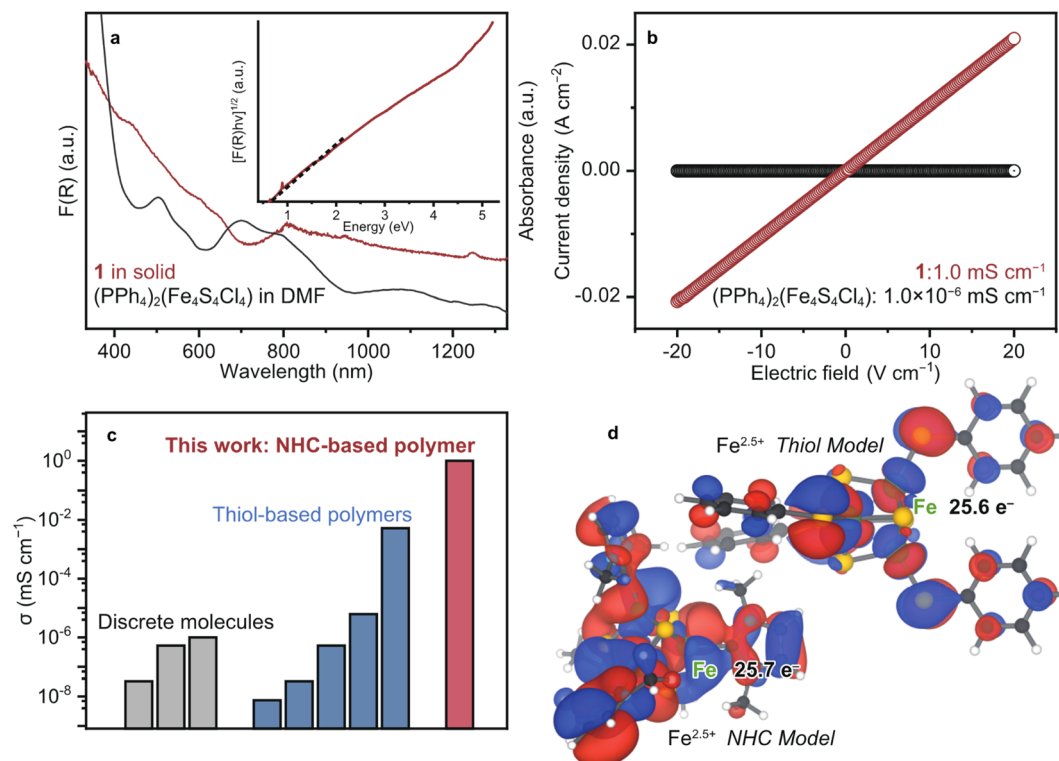 a
F(R) (a.u.)
[F(R)hν]1/2 (a.u.)
1 2 3 4 5
Energy (eV)
1 in solid
(PPh4)2(Fe4S4Cl4) in DMF
400 600 800 1000 1200
Wavelength (nm)
Absorbance (a.u.)
b
Current density (A cm−2)
0.02
0.00
-0.02
1:1.0 mS cm−1
(PPh4)2(Fe4S4Cl4): 1.0×10−6 mS cm−1
-20 -10 0 10 20
Electric field (V cm−1)
c
σ (mS cm−1)
100
10−2
10−4
10−6
10−8
This work: NHC-based polymer
Thiol-based polymers
Discrete molecules
d
Fe2.5+ Thiol Model
Fe 25.6 e−
Fe 25.7 e−
Fe2.5+ NHC Model